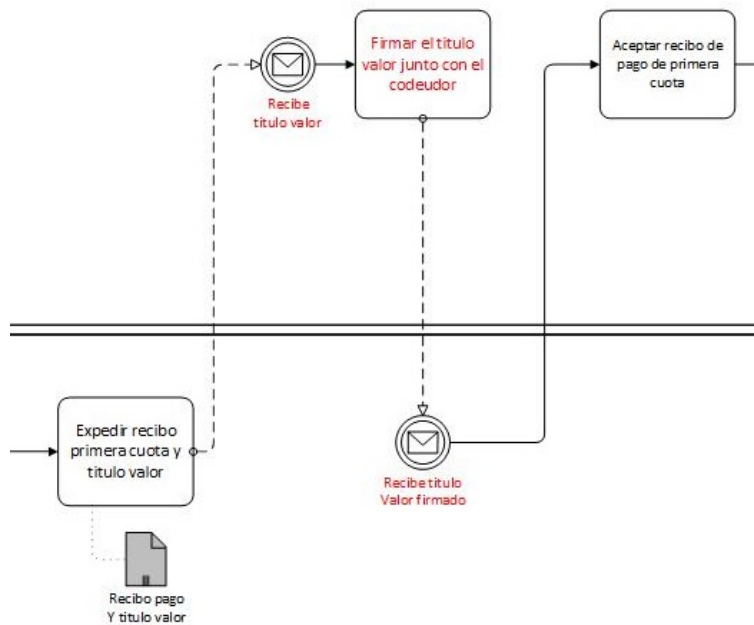 Firmar el titulo
valor junto con el
codeudor
Aceptar recibo de
pago de primera
cuota
Recibe
titulo valor
Expedir recibo
primera cuota y
titulo valor
Recibe titulo
Valor firmado
Recibo pago
Y titulo valor